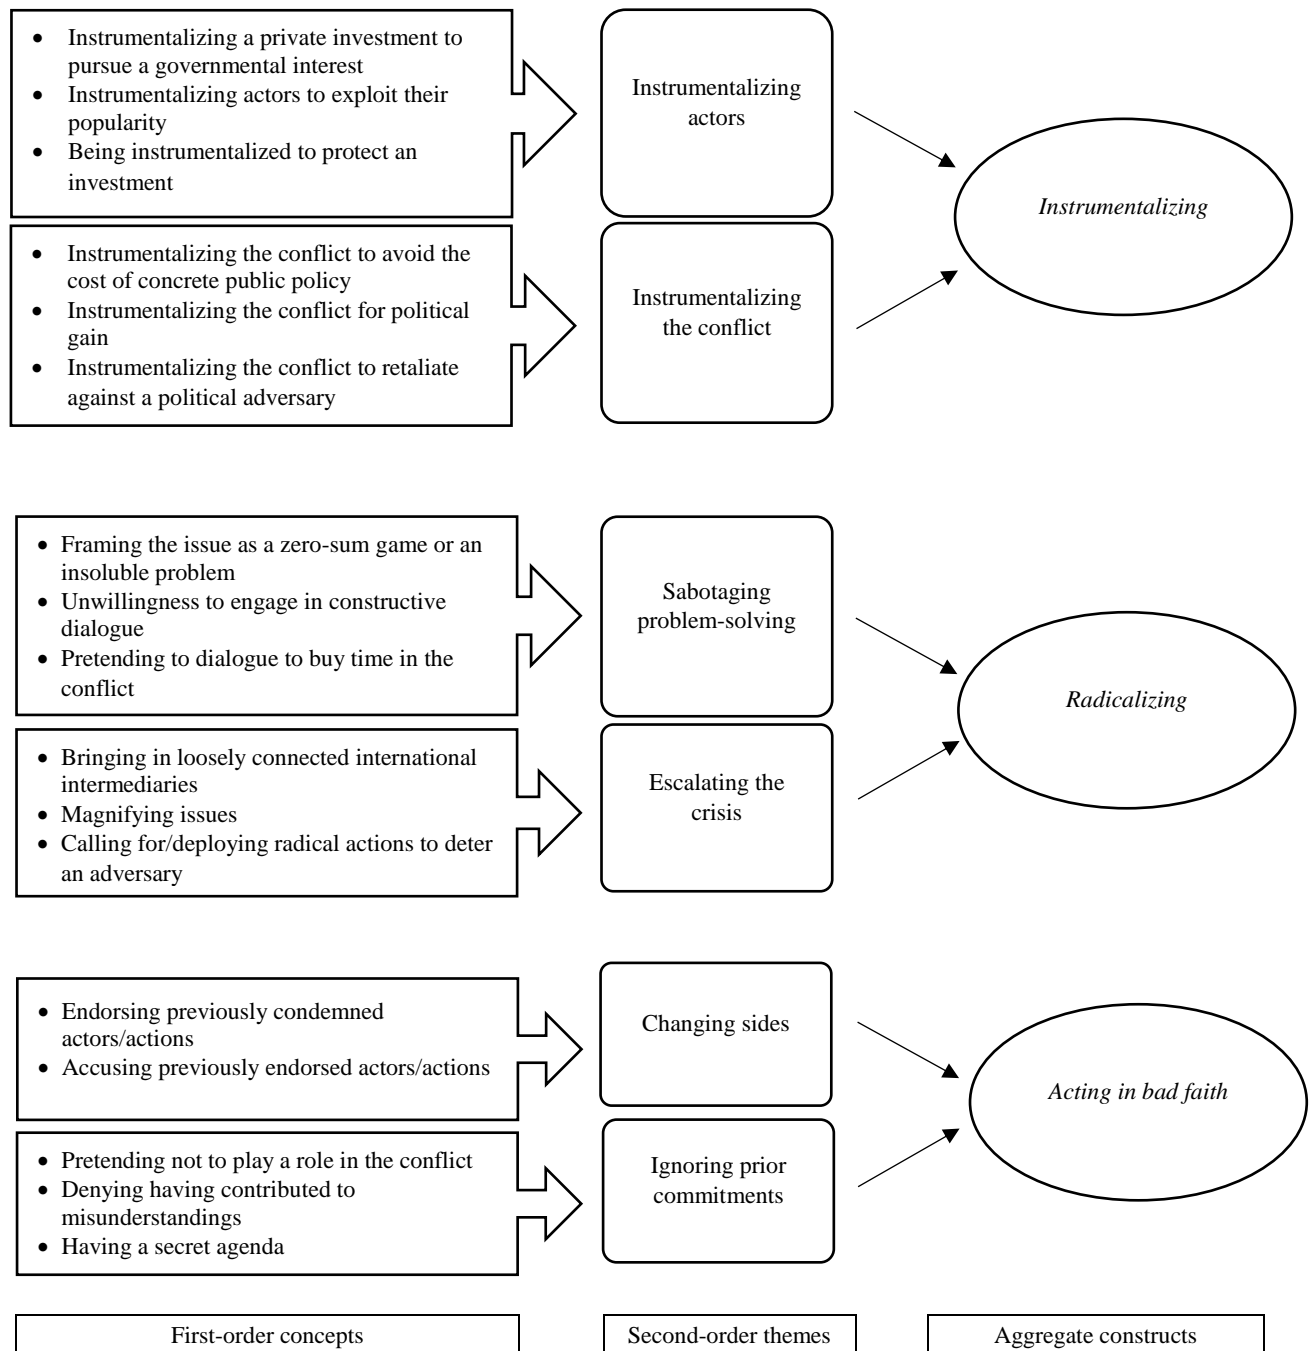 • Instrumentalizing a private investment to
pursue a governmental interest
• Instrumentalizing actors to exploit their
popularity
• Being instrumentalized to protect an
investment
Instrumentalizing
actors
Instrumentalizing
• Instrumentalizing the conflict to avoid the
cost of concrete public policy
• Instrumentalizing the conflict for political
gain
• Instrumentalizing the conflict to retaliate
against a political adversary
Instrumentalizing
the conflict
• Framing the issue as a zero-sum game or an
insoluble problem
• Unwillingness to engage in constructive
dialogue
• Pretending to dialogue to buy time in the
conflict
Sabotaging
problem-solving
Radicalizing
• Bringing in loosely connected international
intermediaries
• Magnifying issues
• Calling for/deploying radical actions to deter
an adversary
Escalating the
crisis
• Endorsing previously condemned
actors/actions
• Accusing previously endorsed actors/actions
Changing sides
Acting in bad faith
• Pretending not to play a role in the conflict
• Denying having contributed to
misunderstandings
• Having a secret agenda
Ignoring prior
commitments
First-order concepts
Second-order themes
Aggregate constructs